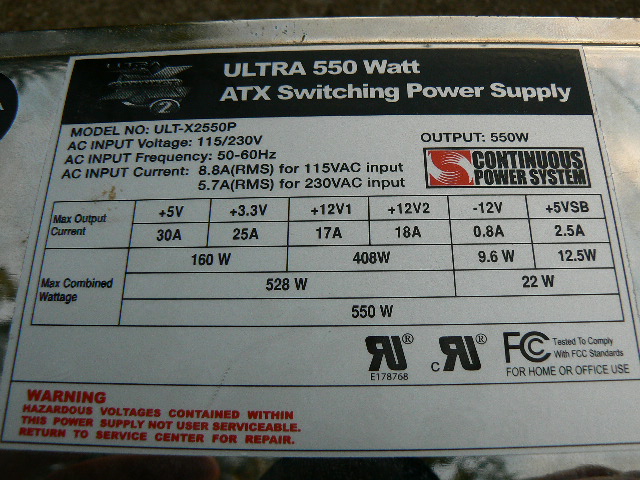 ULTRA
2
ULTRA 550 Watt
ATX Switching Power Supply
MODEL NO: ULT-X2550P
AC INPUT Voltage: 115/230V
AC INPUT Frequency: 50-60Hz
AC INPUT Current: 8.8A(RMS) for 115VAC input
5.7A(RMS) for 230VAC input
OUTPUT: 550W
CONTINUOUS
POWER SYSTEM
Max Output Current +5V +3.3V +12V1 +12V2 -12V +5VSB
30A 25A 17A 18A 0.8A 2.5A
Max Combined Wattage 160 W 408W 9.6 W 12.5W
528 W 22 W
550 W
RU® c RU® FC Tested To Comply
With FCC Standards
E178768
FOR HOME OR OFFICE USE
WARNING
HAZARDOUS VOLTAGES CONTAINED WITHIN
THIS POWER SUPPLY NOT USER SERVICEABLE.
RETURN TO SERVICE CENTER FOR REPAIR.